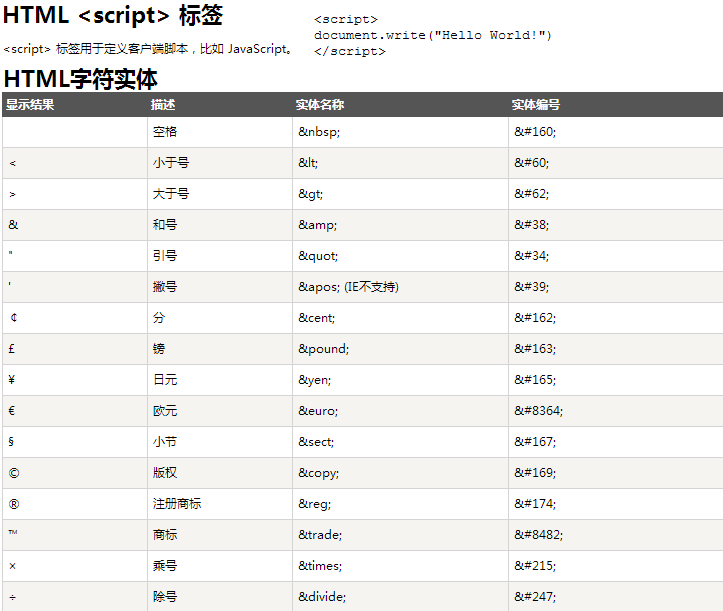 HTML <script> 标签
<script> 标签用于定义客户端脚本，比如 JavaScript。
<script>
document.write("Hello World!")
</script>
HTML字符实体
显示结果 描述 实体名称 实体编号
空格 &nbsp; &#160;
< 小于号 &lt; &#60;
> 大于号 &gt; &#62;
& 和号 &amp; &#38;
" 引号 &quot; &#34;
' 撇号 &apos; (IE不支持) &#39;
￠ 分 &cent; &#162;
£ 镑 &pound; &#163;
¥ 日元 &yen; &#165;
€ 欧元 &euro; &#8364;
§ 小节 &sect; &#167;
© 版权 &copy; &#169;
® 注册商标 &reg; &#174;
™ 商标 &trade; &#8482;
× 乘号 &times; &#215;
÷ 除号 &divide; &#247;